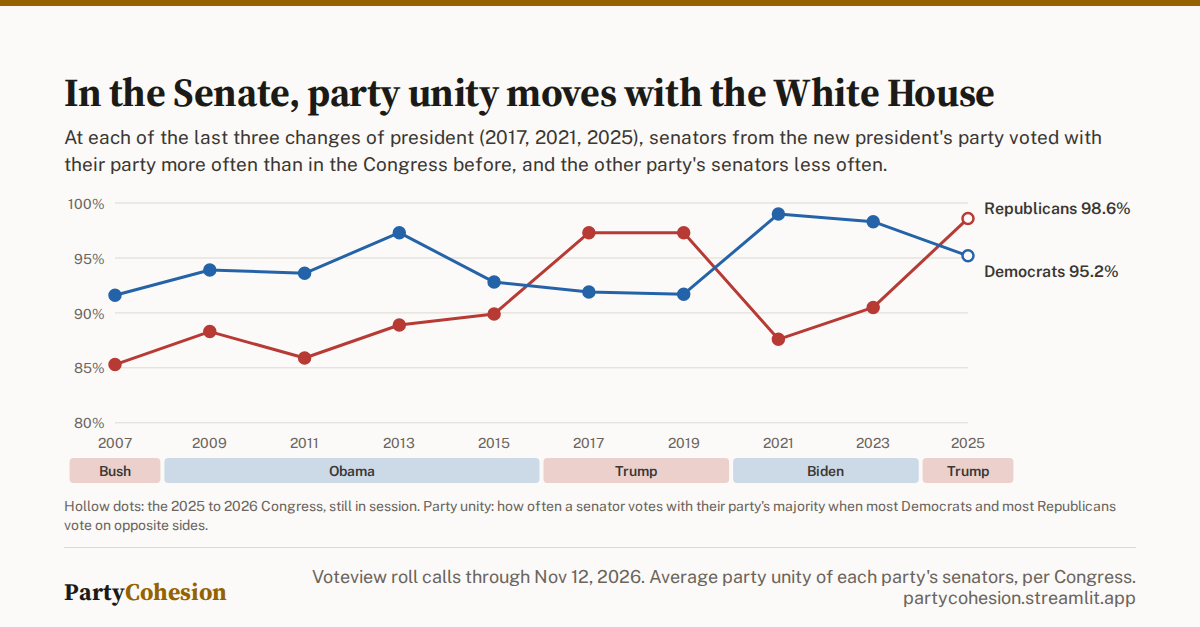 In the Senate, party unity moves with the White House
At each of the last three changes of president (2017, 2021, 2025), senators from the new president's party voted with
their party more often than in the Congress before, and the other party's senators less often.
100%
95%
90%
85%
80%
Republicans 98.6%
Democrats 95.2%
2007 2009 2011 2013 2015 2017 2019 2021 2023 2025
Bush Obama Trump Biden Trump
Hollow dots: the 2025 to 2026 Congress, still in session. Party unity: how often a senator votes with their party's majority when most Democrats and most Republicans
vote on opposite sides.
PartyCohesion
Voteview roll calls through Nov 12, 2026. Average party unity of each party's senators, per Congress.
partycohesion.streamlit.app